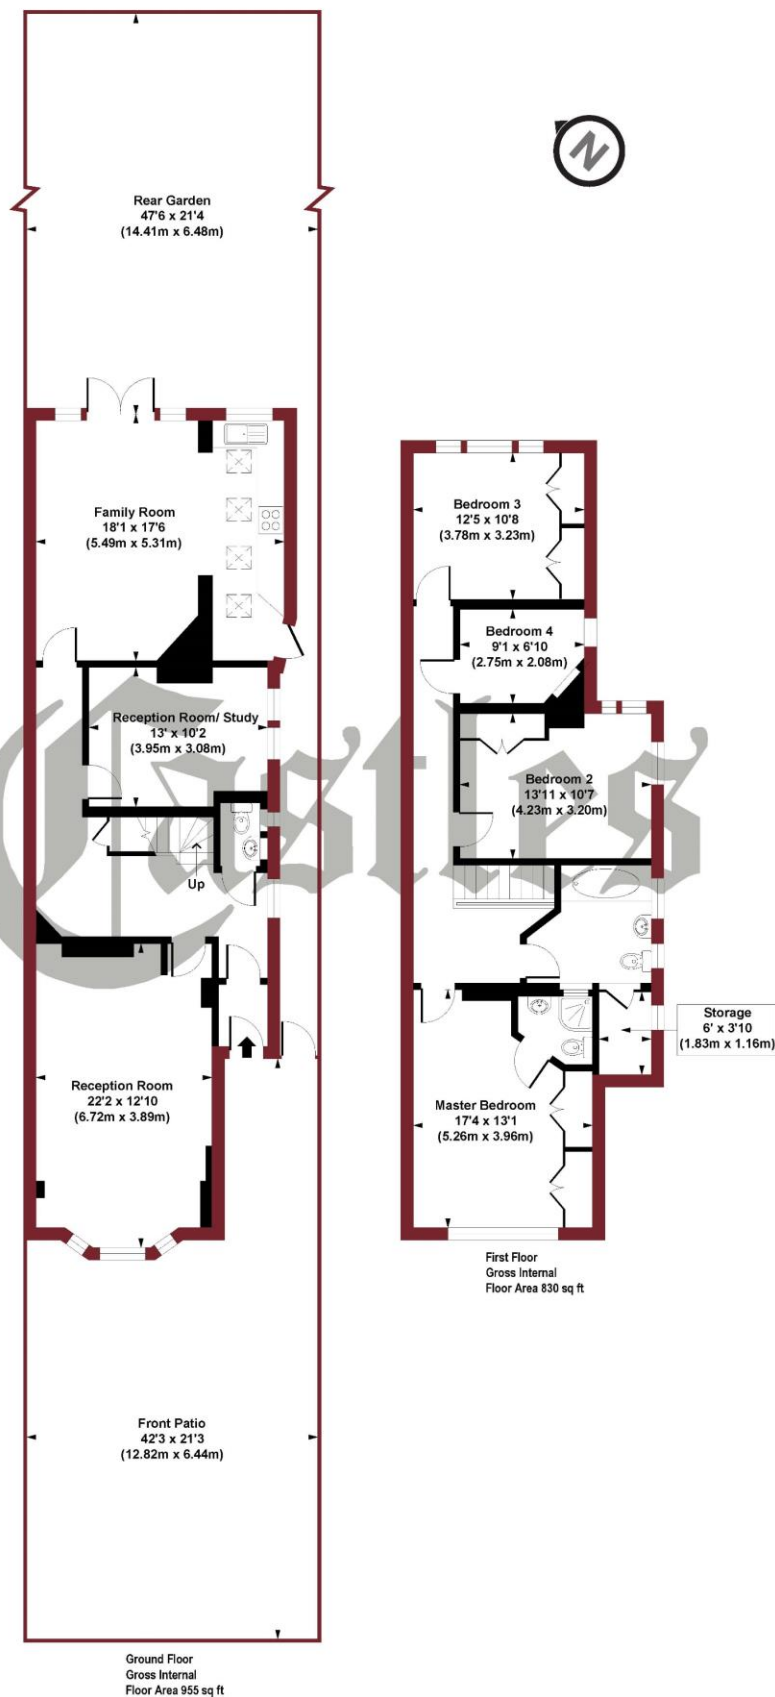 N
Rear Garden
47'6 x 21'4
(14.41m x 6.48m)
Family Room
18'1 x 17'6
(5.49m x 5.31m)
Reception Room/ Study
13' x 10'2
(3.95m x 3.08m)
Up
Reception Room
22'2 x 12'10
(6.72m x 3.89m)
Front Patio
42'3 x 21'3
(12.82m x 6.44m)
Ground Floor
Gross Internal
Floor Area 955 sq ft
Bedroom 3
12'5 x 10'8
(3.78m x 3.23m)
Bedroom 4
9'1 x 6'10
(2.75m x 2.08m)
Bedroom 2
13'11 x 10'7
(4.23m x 3.20m)
Storage
6' x 3'10
(1.83m x 1.16m)
Master Bedroom
17'4 x 13'1
(5.26m x 3.96m)
First Floor
Gross Internal
Floor Area 830 sq ft
Castles